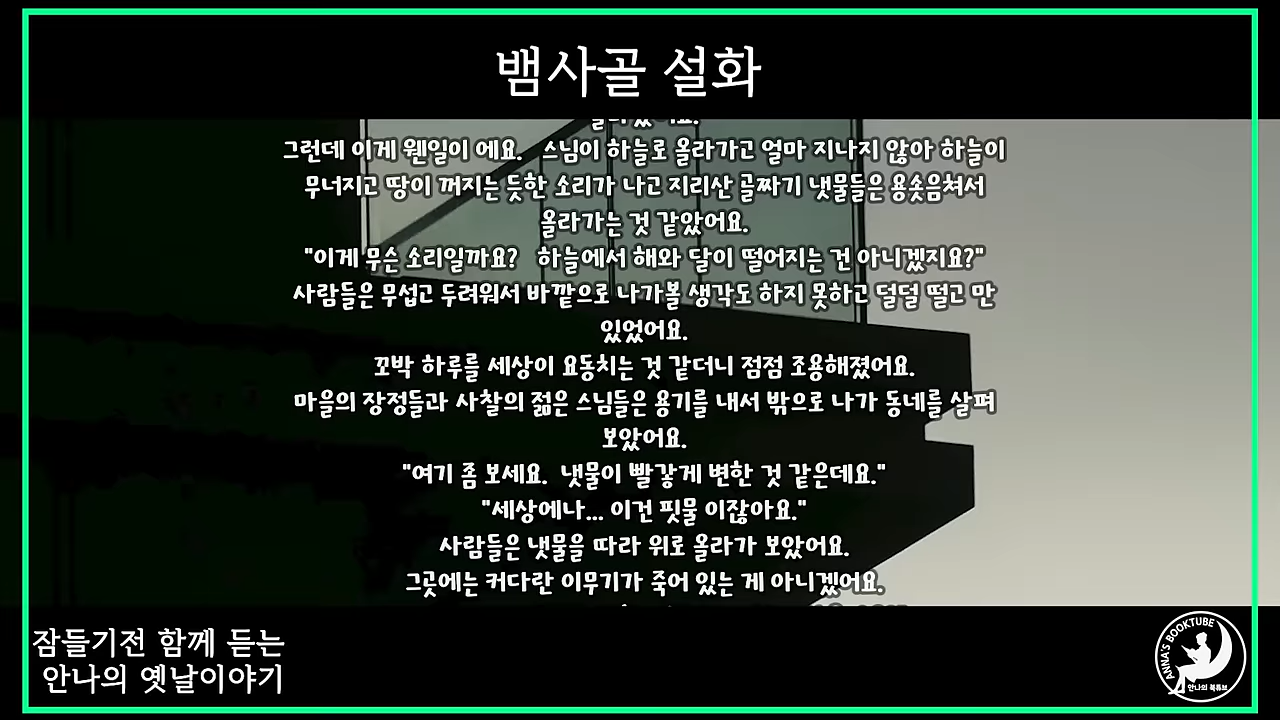 뱀사골 설화
그런데 이게 웬일이 에요. 스님이 하늘로 올라가고 얼마 지나지 않아 하늘이
무너지고 땅이 꺼지는 듯한 소리가 나고 지리산 골짜기 냇물들은 용솟음쳐서
올라가는 것 같았어요.
"이게 무슨 소리일까요? 하늘에서 해와 달이 떨어지는 건 아니겠지요?"
사람들은 무섭고 두려워서 바깥으로 나가볼 생각도 하지 못하고 덜덜 떨고 만
있었어요.
꼬박 하루를 세상이 요동치는 것 같더니 점점 조용해졌어요.
마을의 장정들과 사찰의 젊은 스님들은 용기를 내서 밖으로 나가 동네를 살펴
보았어요.
"여기 좀 보세요. 냇물이 빨갛게 변한 것 같은데요."
"세상에나... 이건 핏물 이잖아요."
사람들은 냇물을 따라 위로 올라가 보았어요.
그곳에는 커다란 이무기가 죽어 있는 게 아니겠어요.
잠들기전 함께 듣는
안나의 옛날이야기
ANNA'S BOOKTUBE
안나의 북튜브